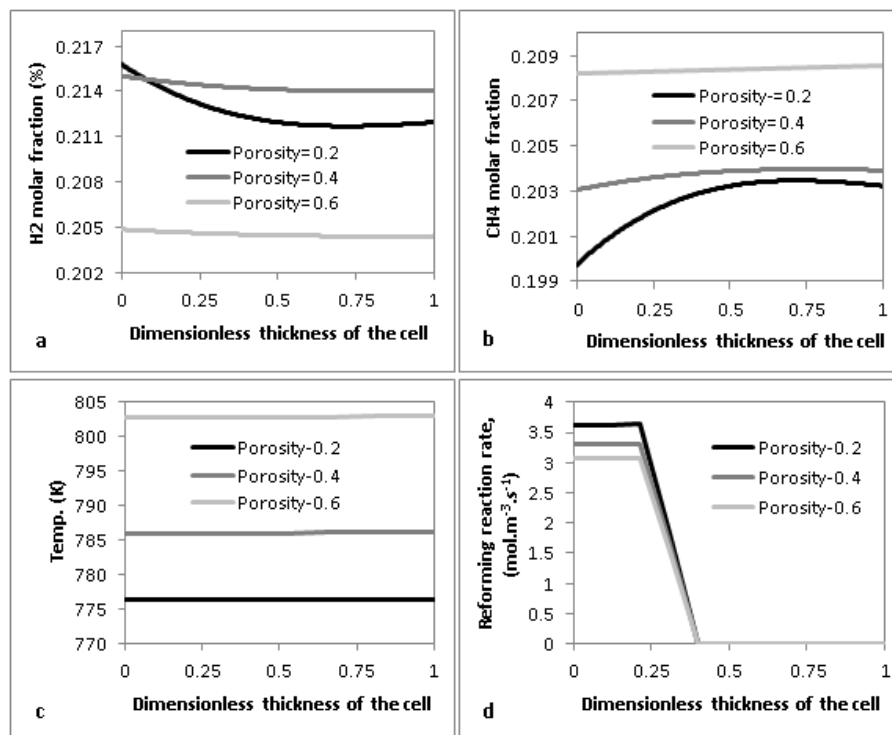 H2 molar fraction (%)
0.217
0.214
0.211
0.208
0.205
0.202
Porosity=0.2
Porosity=0.4
Porosity=0.6
0 0.25 0.5 0.75 1
Dimensionless thickness of the cell
a
CH4 molar fraction
0.209
0.207
0.205
0.203
0.201
0.199
Porosity-=0.2
Porosity=0.4
Porosity=0.6
0 0.25 0.5 0.75 1
Dimensionless thickness of the cell
b
Temp. (K)
805
800
795
790
785
780
775
770
Porosity-0.2
Porosity-0.4
Porosity-0.6
0 0.25 0.5 0.75 1
Dimensionless thickness of the cell
c
Reforming reaction rate,
(mol.m⁻³.s⁻¹)
4
3.5
3
2.5
2
1.5
1
0.5
0
Porosity-0.2
Porosity-0.4
Porosity-0.6
0 0.25 0.5 0.75 1
Dimensionless thickness of the cell
d